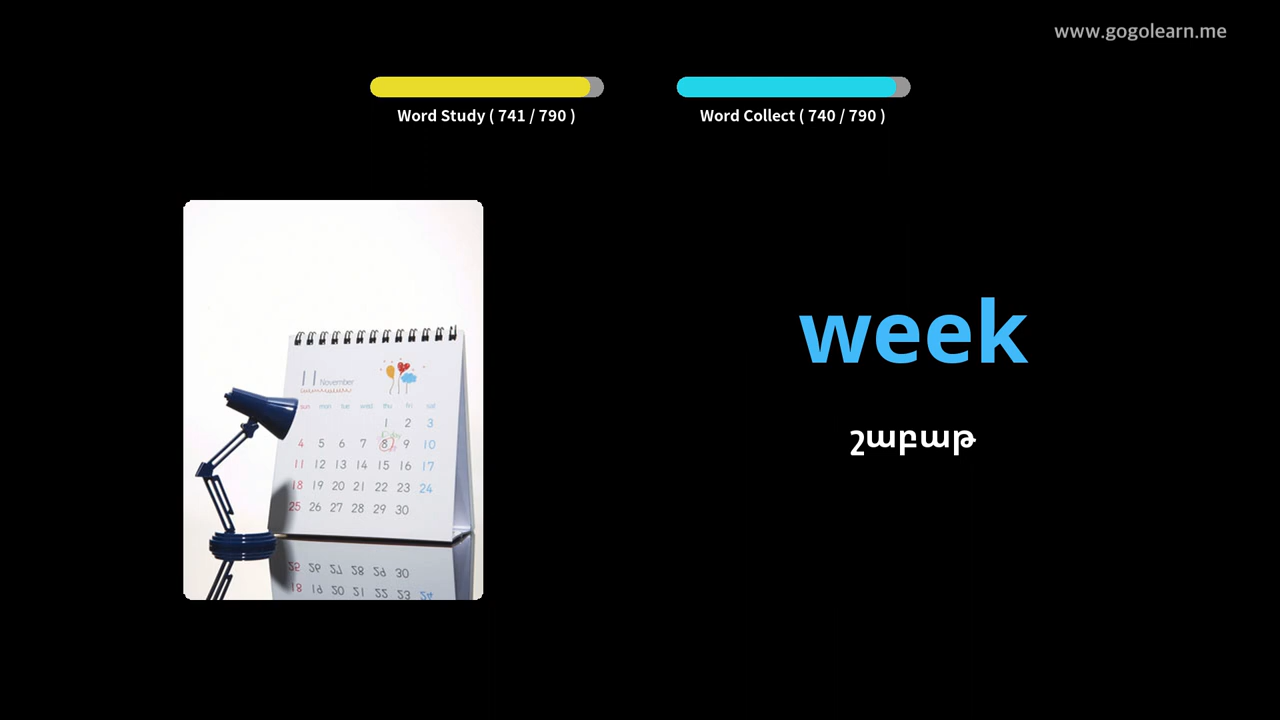 www.gogolearn.me
Word Study ( 741 / 790 )
Word Collect ( 740 / 790 )
week
շաբաթ
11 November
sun mon tue wed thu fri sat
1 2 3
4 5 6 7 8 9 10
11 12 13 14 15 16 17
18 19 20 21 22 23 24
25 26 27 28 29 30